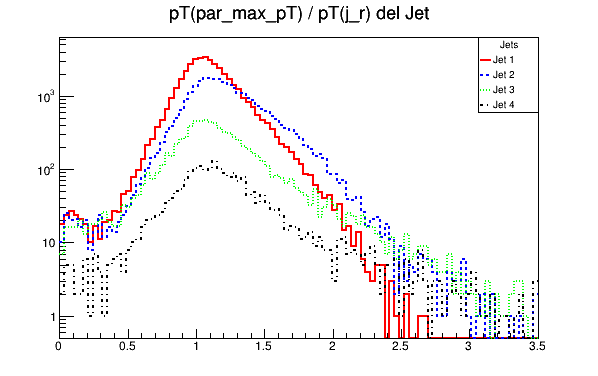 pT(par_max_pT) / pT(j_r) del Jet
Jets
Jet 1
Jet 2
Jet 3
Jet 4
10³
10²
10
1
0 0.5 1 1.5 2 2.5 3 3.5